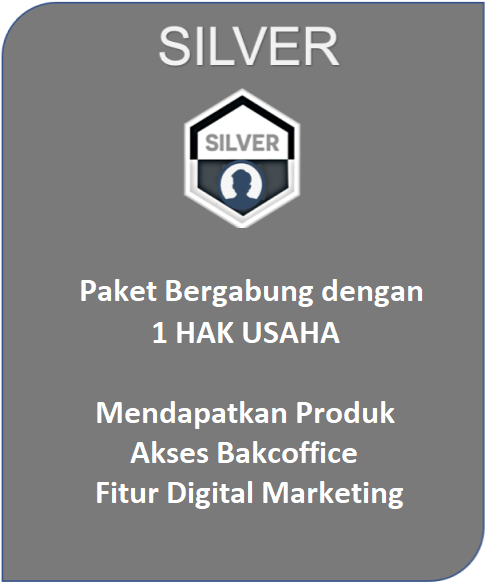 SILVER
SILVER
Paket Bergabung dengan
1 HAK USAHA
Mendapatkan Produk
Akses Bakcoffice
Fitur Digital Marketing